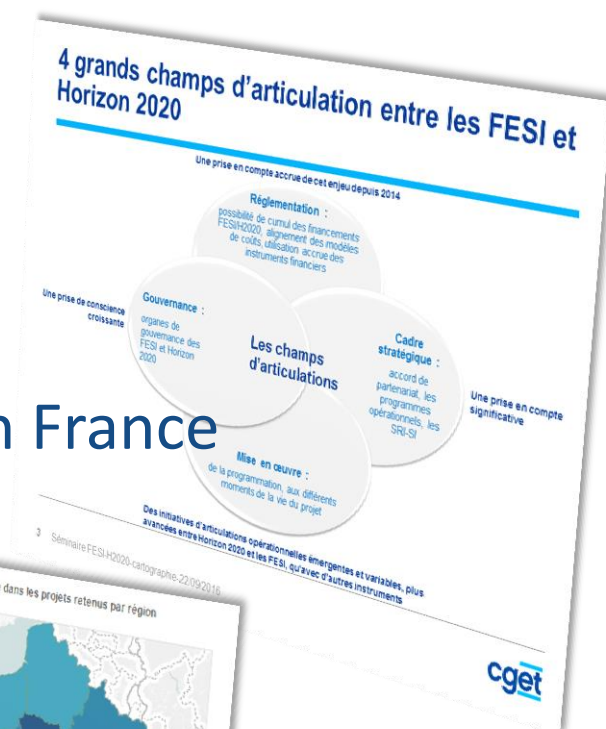 4 grands champs d’articulation entre les FESI et
Horizon 2020
Une prise en compte accrue de cet enjeu depuis 2014
Réglementation :
possibilité de cumul des financements
FESI/H2020, alignement des modèles
de coûts, utilisation accrue des
instruments financiers
Une prise de conscience
croissante
Gouvernance :
organes de
gouvernance des
FESI et Horizon
2020
Les champs
d’articulations
Cadre
stratégique :
accord de
partenariat, les
programmes
opérationnels, les
SRI-SI
Une prise en compte
significative
Mise en œuvre :
de la programmation, aux différents
moments de la vie du projet
Des initiatives d’articulations opérationnelles émergentes et variables, plus
avancées entre Horizon 2020 et les FESI, qu’avec d’autres instruments
3 Séminaire FESI-H2020-cartographie-22/09/2016
cget
France
dans les projets retenus par région